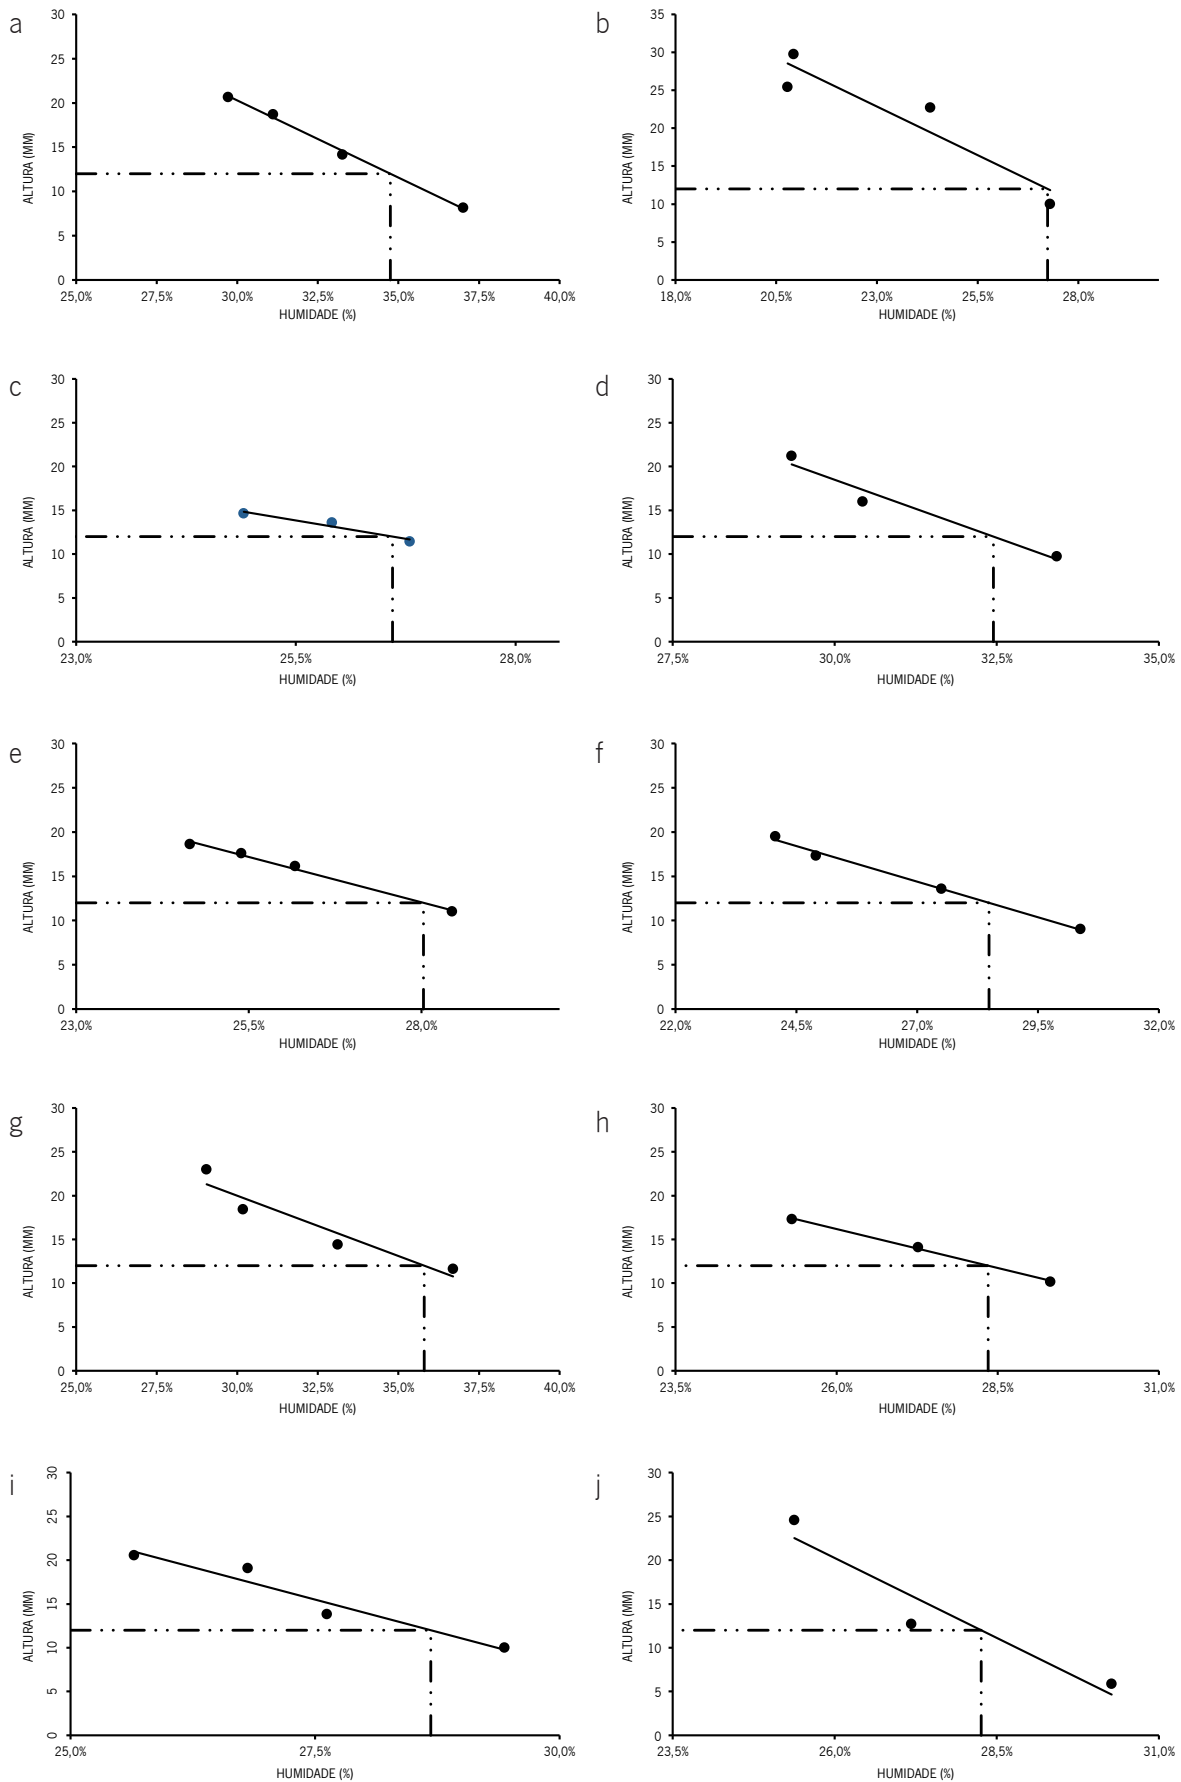 a
30
25
20
15
10
5
0
ALTURA (MM)
25,0% 27,5% 30,0% 32,5% 35,0% 37,5% 40,0%
HUMIDADE (%)
b
35
30
25
20
15
10
5
0
ALTURA (MM)
18,0% 20,5% 23,0% 25,5% 28,0%
HUMIDADE (%)
c
30
25
20
15
10
5
0
ALTURA (MM)
23,0% 25,5% 28,0%
HUMIDADE (%)
d
30
25
20
15
10
5
0
ALTURA (MM)
27,5% 30,0% 32,5% 35,0%
HUMIDADE (%)
e
30
25
20
15
10
5
0
ALTURA (MM)
23,0% 25,5% 28,0%
HUMIDADE (%)
f
30
25
20
15
10
5
0
ALTURA (MM)
22,0% 24,5% 27,0% 29,5% 32,0%
HUMIDADE (%)
g
30
25
20
15
10
5
0
ALTURA (MM)
25,0% 27,5% 30,0% 32,5% 35,0% 37,5% 40,0%
HUMIDADE (%)
h
30
25
20
15
10
5
0
ALTURA (MM)
23,5% 26,0% 28,5% 31,0%
HUMIDADE (%)
i
30
25
20
15
10
5
0
ALTURA (MM)
25,0% 27,5% 30,0%
HUMIDADE (%)
j
30
25
20
15
10
5
0
ALTURA (MM)
23,5% 26,0% 28,5% 31,0%
HUMIDADE (%)